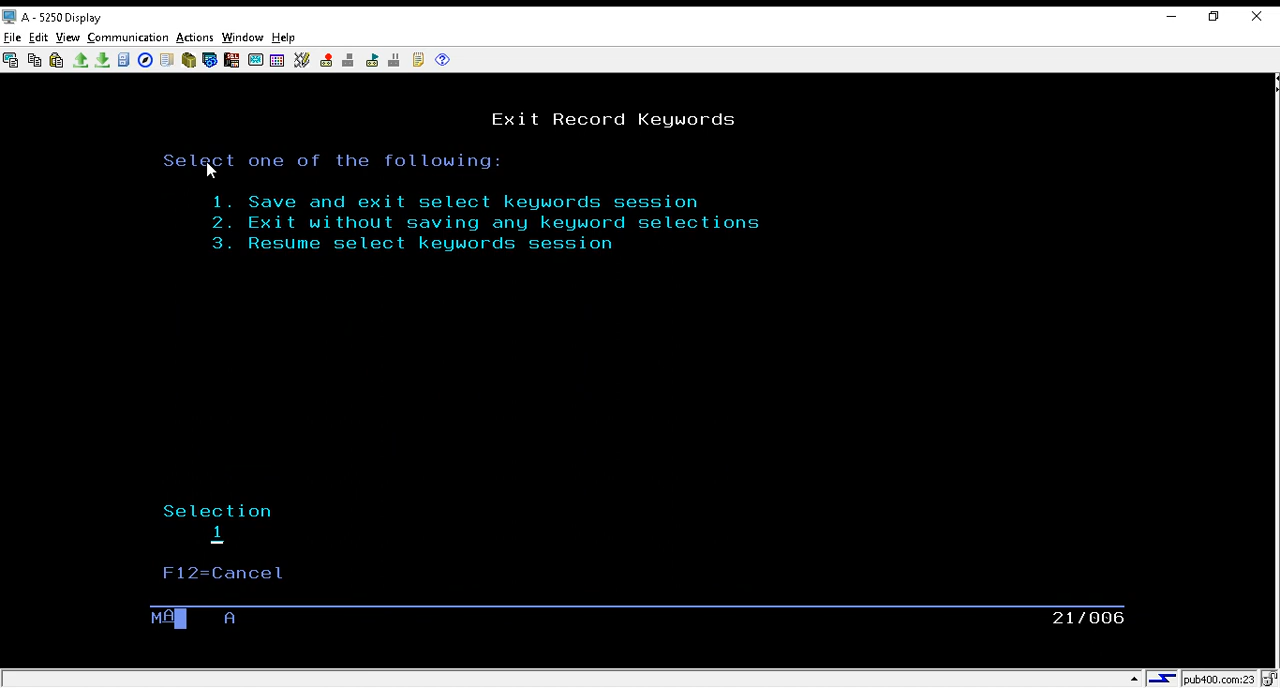 A - 5250 Display
File Edit View Communication Actions Window Help
Exit Record Keywords
Select one of the following:
1. Save and exit select keywords session
2. Exit without saving any keyword selections
3. Resume select keywords session
Selection
1
F12=Cancel
MA A 21/006
pub400.com:23